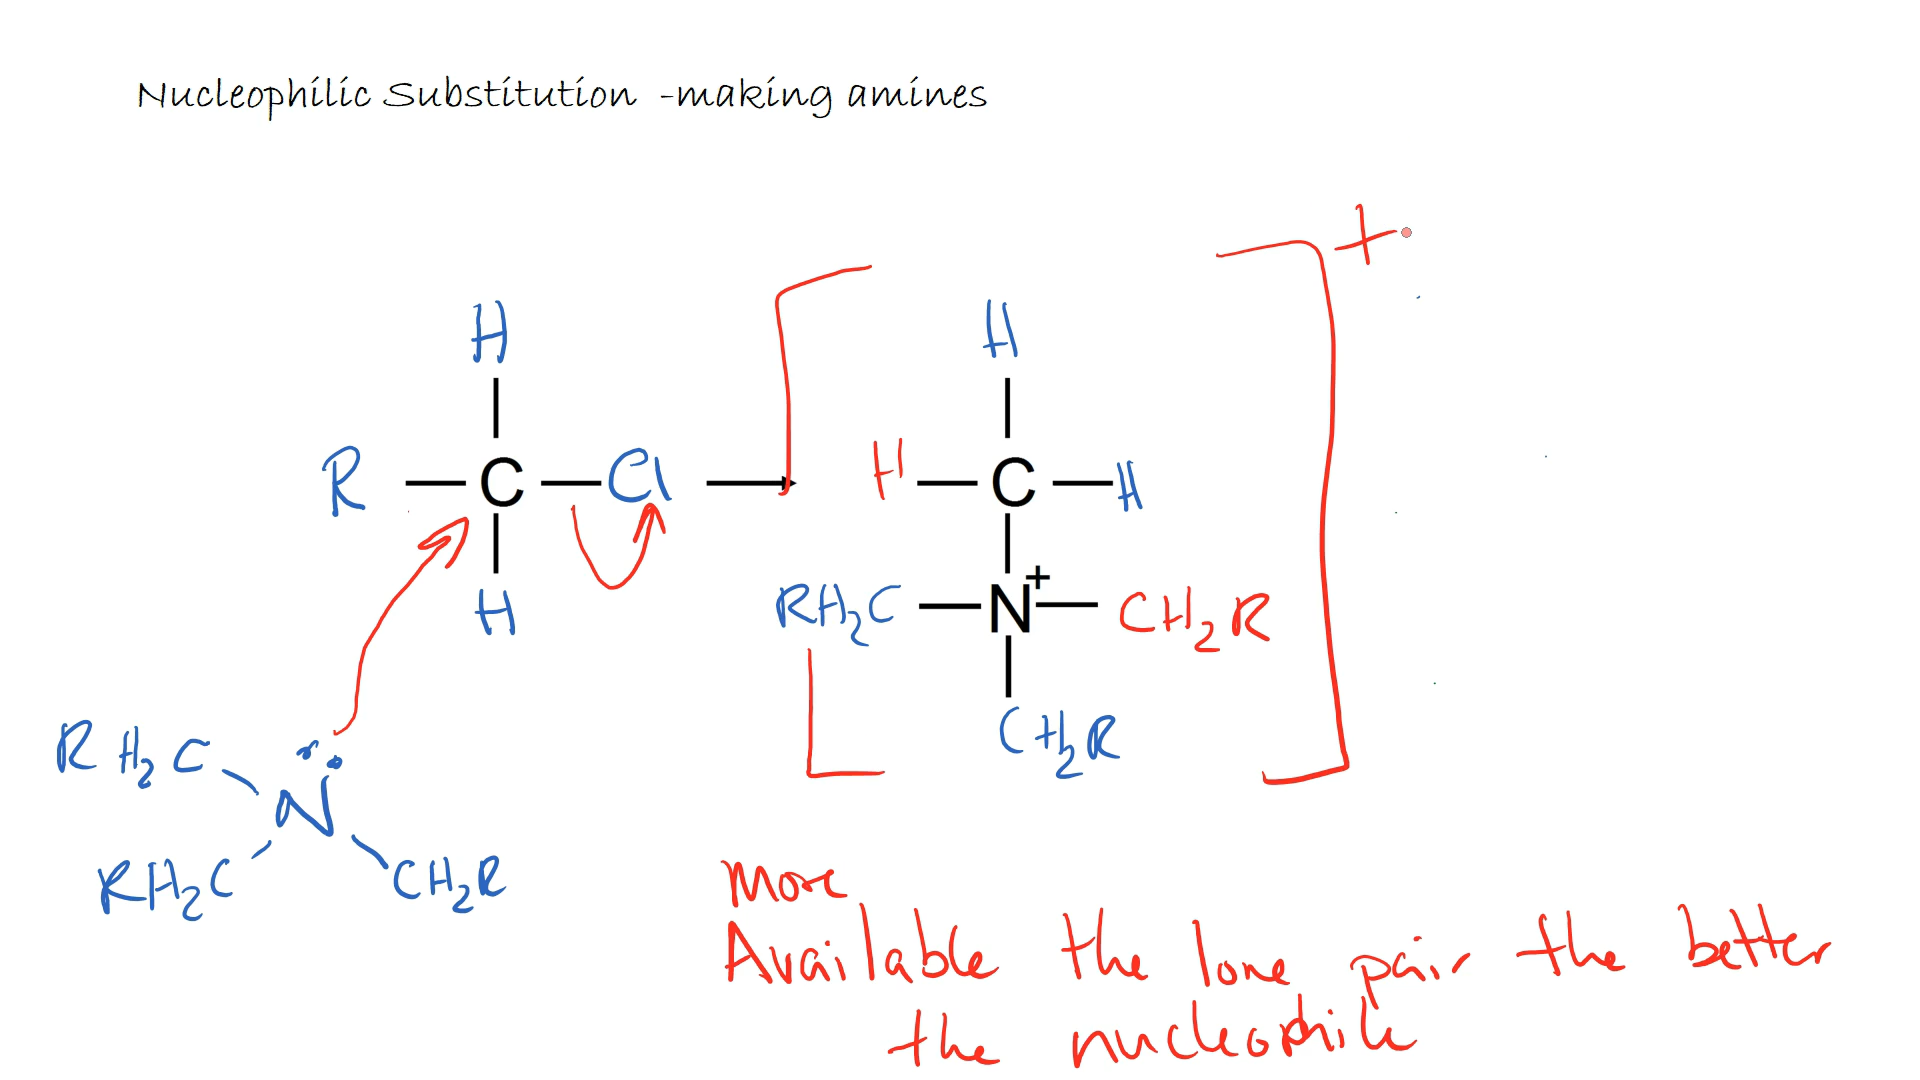 Nucleophilic Substitution -making amines
+
H
H
R C Cl
H C H
H
RH₂C N⁺ CH₂R
CH₂R
RH₂C
N
RH₂C CH₂R
More
Available the lone pair the better
the nucleophile